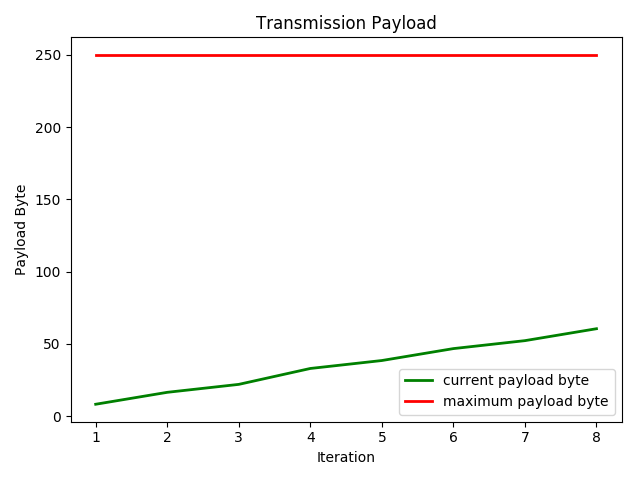 Transmission Payload
250
200
150
100
50
0
Payload Byte
current payload byte
maximum payload byte
1 2 3 4 5 6 7 8
Iteration